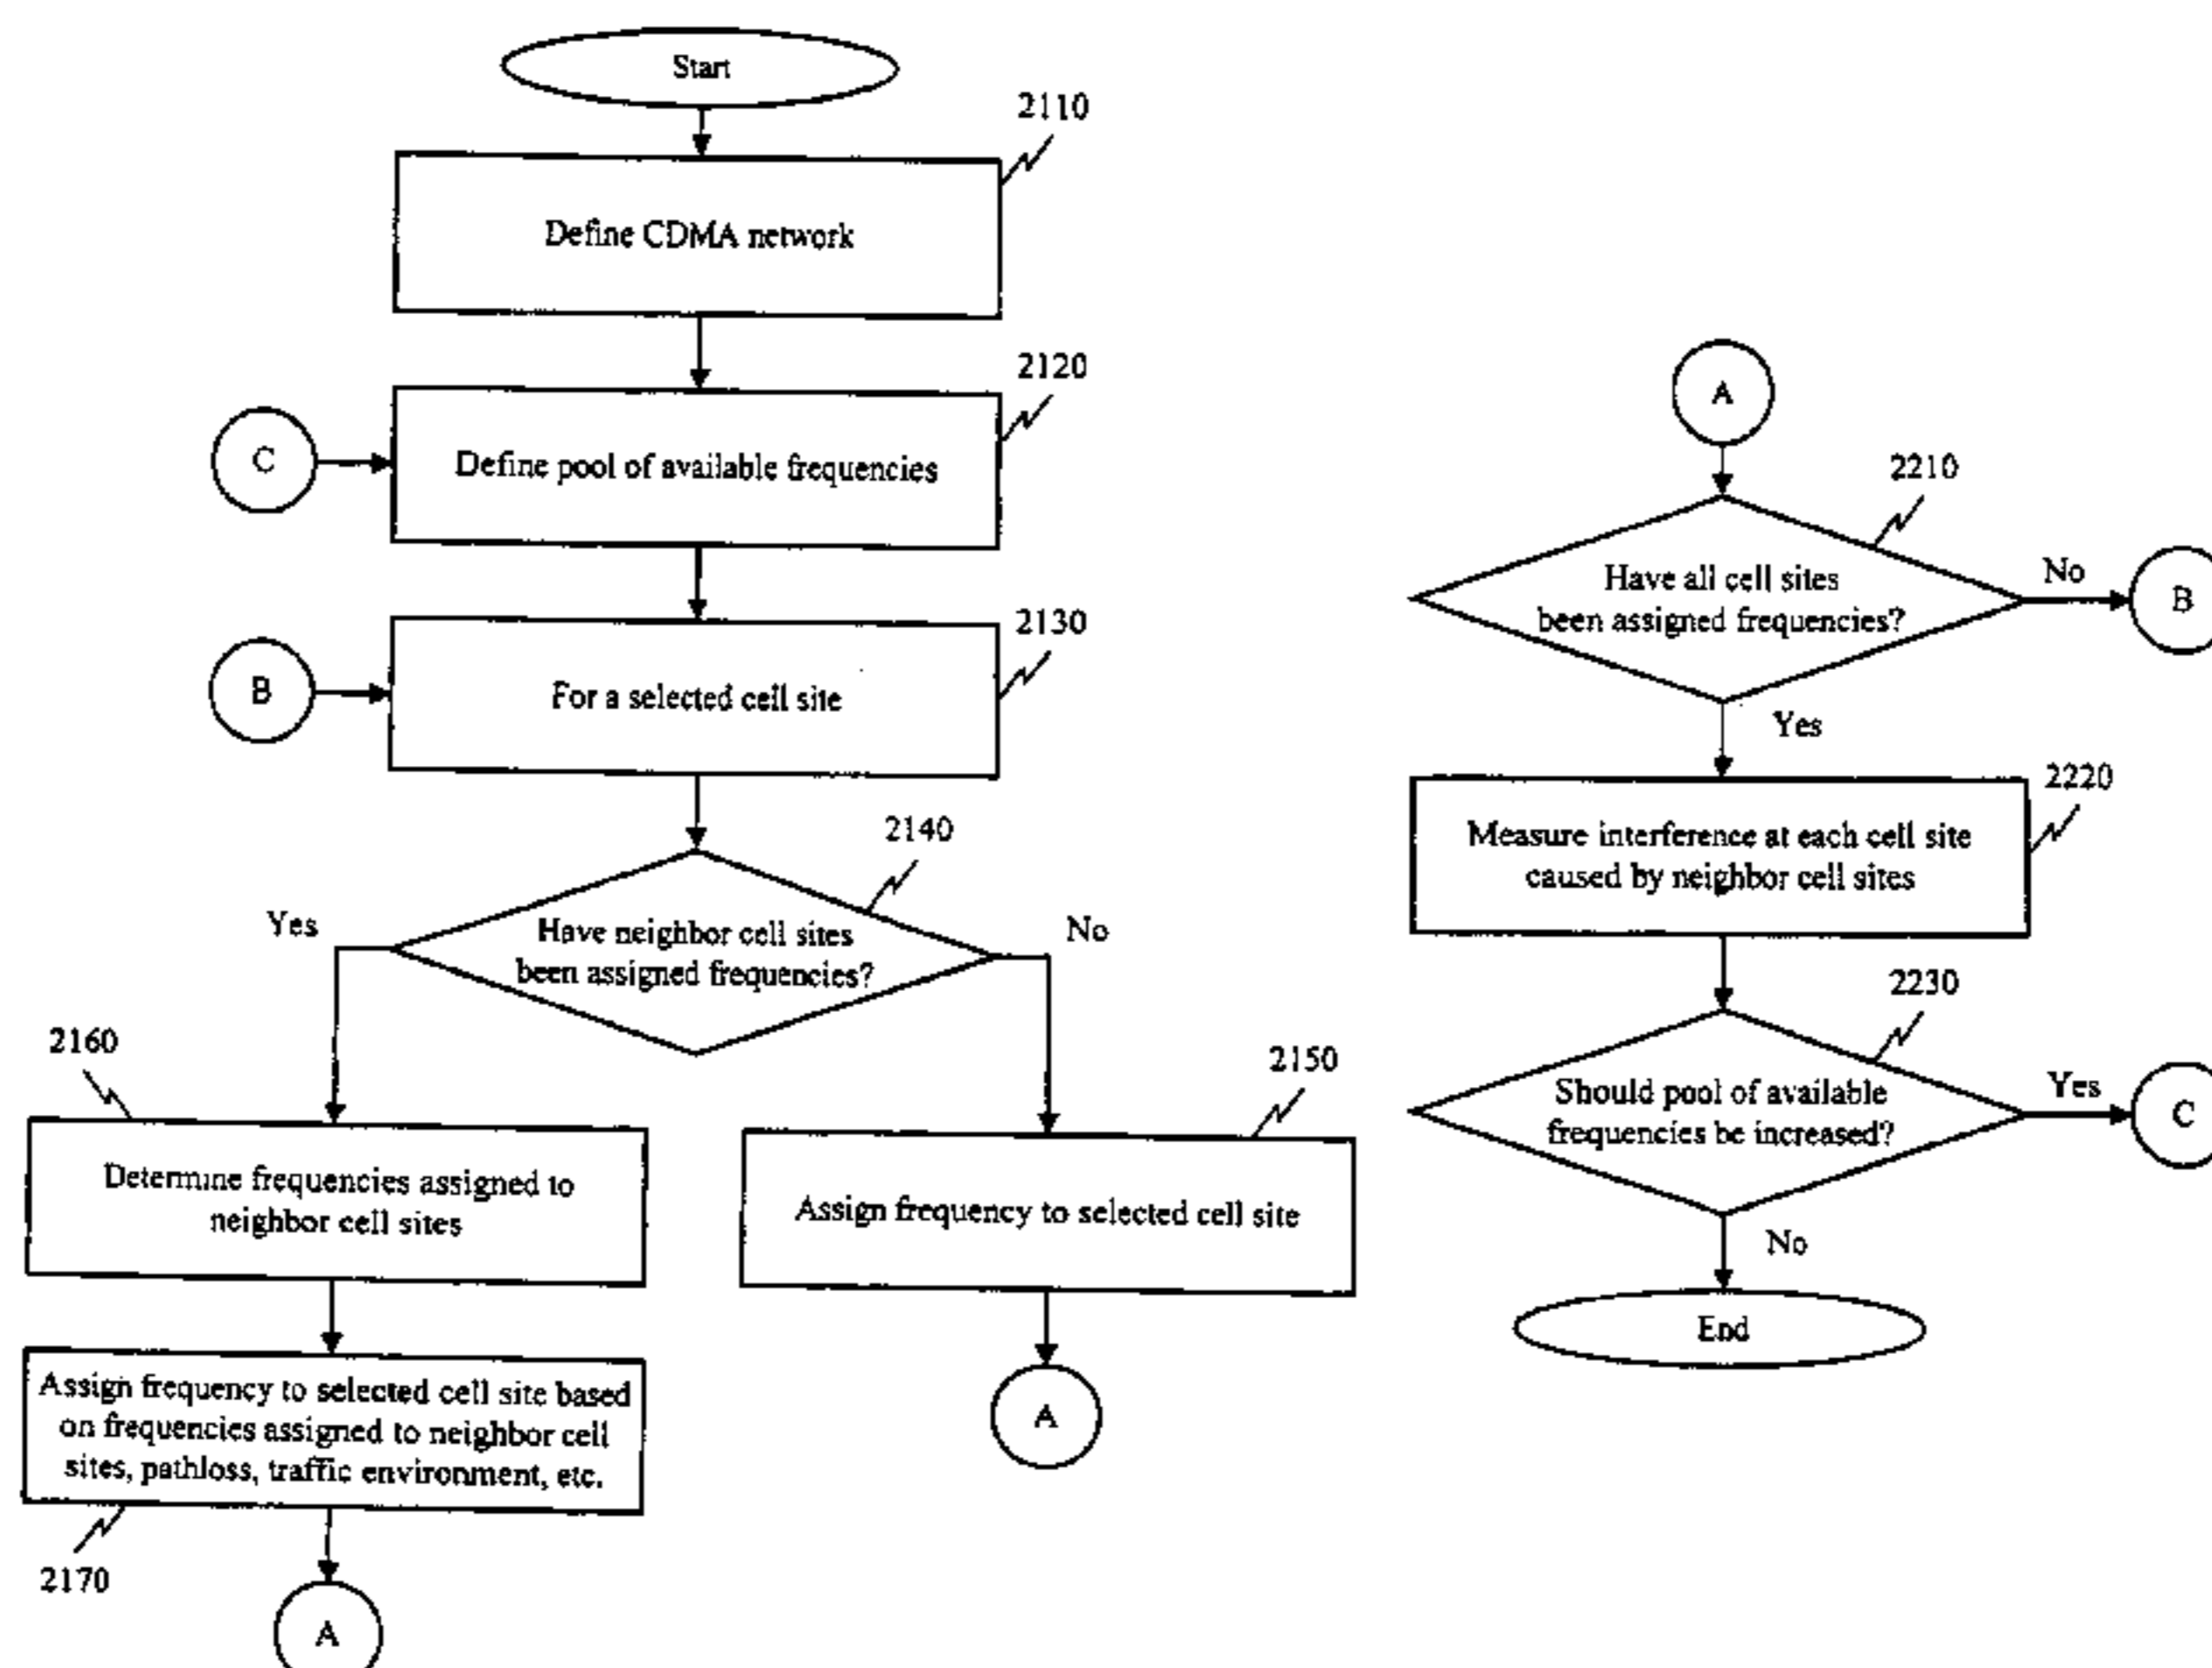 Start
2110
Define CDMA network
2120
C
Define pool of available frequencies
2130
B
For a selected cell site
2140
Yes
Have neighbor cell sites
been assigned frequencies?
No
2160
Determine frequencies assigned to
neighbor cell sites
2150
Assign frequency to selected cell site
Assign frequency to selected cell site based
on frequencies assigned to neighbor cell
sites, pathloss, traffic environment, etc.
2170
A
A
A
2210
Have all cell sites
been assigned frequencies?
No
B
Yes
2220
Measure interference at each cell site
caused by neighbor cell sites
2230
Should pool of available
frequencies be increased?
Yes
C
No
End